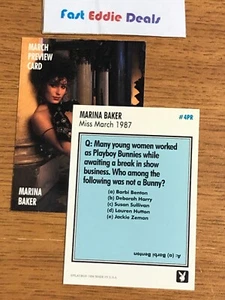 Fast Eddie Deals
MARCH
PREVIEW
CARD
MARINA
BAKER
MARINA BAKER
#4PR
Miss March 1987
Q: Many young women worked
as Playboy Bunnies while
awaiting a break in show
business. Who among the
following was not a Bunny?
(a) Barbi Benton
(b) Deborah Harry
(c) Susan Sullivan
(d) Lauren Hutton
(e) Jackie Zeman
A: (a) Barbi Benton